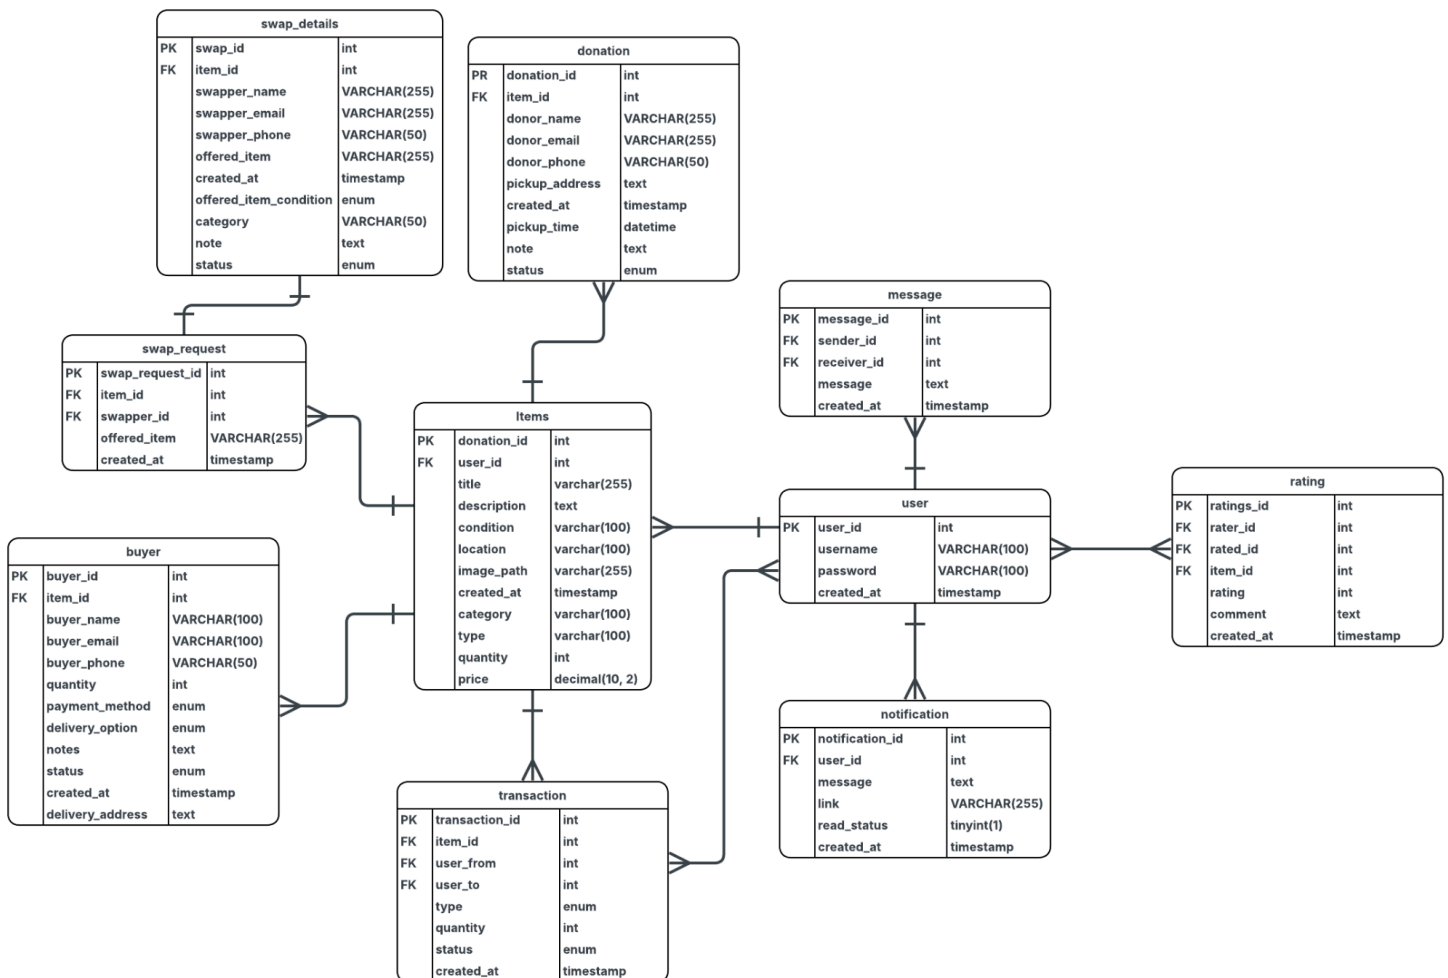 swap_details
PK swap_id int
FK item_id int
swapper_name VARCHAR(255)
swapper_email VARCHAR(255)
swapper_phone VARCHAR(50)
offered_item VARCHAR(255)
created_at timestamp
offered_item_condition enum
category VARCHAR(50)
note text
status enum
donation
PR donation_id int
FK item_id int
donor_name VARCHAR(255)
donor_email VARCHAR(255)
donor_phone VARCHAR(50)
pickup_address text
created_at timestamp
pickup_time datetime
note text
status enum
message
PK message_id int
FK sender_id int
FK receiver_id int
message text
created_at timestamp
swap_request
PK swap_request_id int
FK item_id int
FK swapper_id int
offered_item VARCHAR(255)
created_at timestamp
Items
PK donation_id int
FK user_id int
title varchar(255)
description text
condition varchar(100)
location varchar(100)
image_path varchar(255)
created_at timestamp
category varchar(100)
type varchar(100)
quantity int
price decimal(10, 2)
user
PK user_id int
username VARCHAR(100)
password VARCHAR(100)
created_at timestamp
rating
PK ratings_id int
FK rater_id int
FK rated_id int
FK item_id int
rating int
comment text
created_at timestamp
buyer
PK buyer_id int
FK item_id int
buyer_name VARCHAR(100)
buyer_email VARCHAR(100)
buyer_phone VARCHAR(50)
quantity int
payment_method enum
delivery_option enum
notes text
status enum
created_at timestamp
delivery_address text
notification
PK notification_id int
FK user_id int
message text
link VARCHAR(255)
read_status tinyint(1)
created_at timestamp
transaction
PK transaction_id int
FK item_id int
FK user_from int
FK user_to int
type enum
quantity int
status enum
created_at timestamp